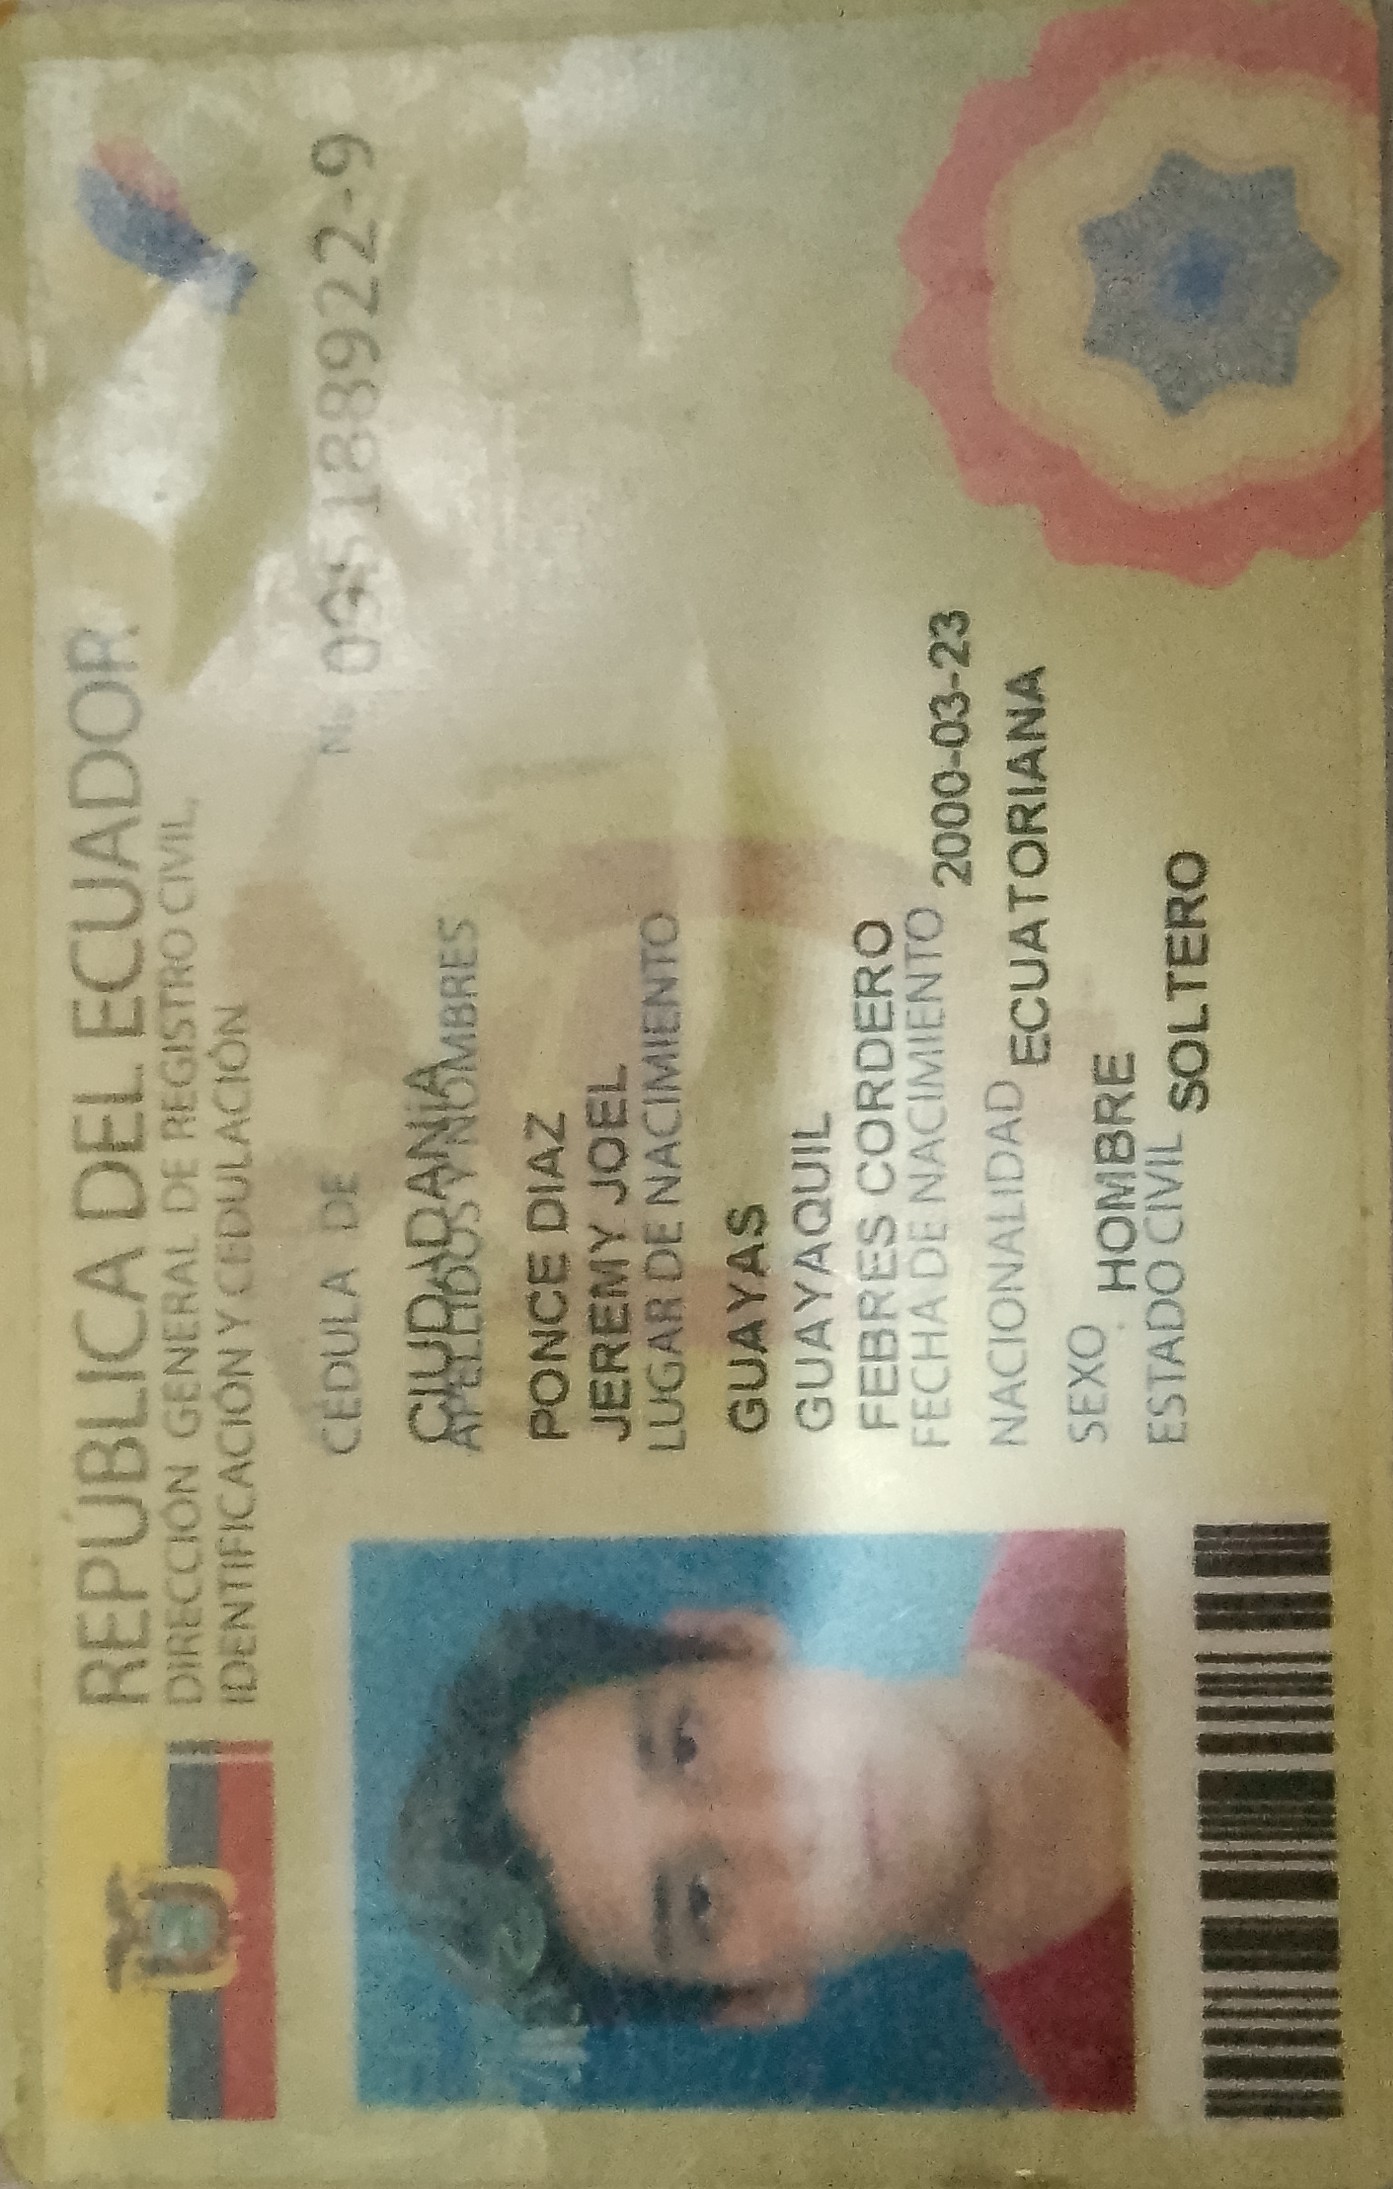 REPÚBLICA DEL ECUADOR
DIRECCIÓN GENERAL DE REGISTRO CIVIL,
IDENTIFICACIÓN Y CEDULACIÓN
CÉDULA DE
No 095188922-9
CIUDADANíA
APELLIDOS Y NOMBRES
PONCE DIAZ
JEREMY JOEL
LUGAR DE NACIMIENTO
GUAYAS
GUAYAQUIL
FEBRES CORDERO
FECHA DE NACIMIENTO 2000-03-23
NACIONALIDAD ECUATORIANA
SEXO HOMBRE
ESTADO CIVIL SOLTERO